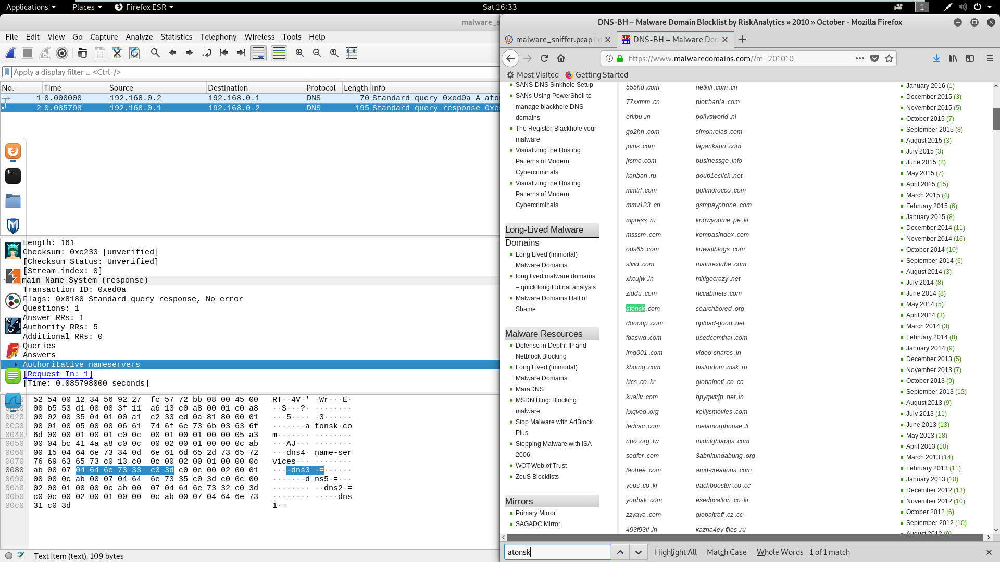 Applications
Places
Firefox ESR
Sat 16:33
1
malware_s
File Edit View Go Capture Analyze Statistics Telephony Wireless Tools Help
Apply a display filter ... <Ctrl-/>
No. Time Source Destination Protocol Length Info
1 0.000000 192.168.0.2 192.168.0.1 DNS 70 Standard query 0xed0a A ato
2 0.085798 192.168.0.1 192.168.0.2 DNS 195 Standard query response 0xe
Length: 161
Checksum: 0xc233 [unverified]
[Checksum Status: Unverified]
[Stream index: 0]
main Name System (response)
Transaction ID: 0xed0a
Flags: 0x8180 Standard query response, No error
Questions: 1
Answer RRs: 1
Authority RRs: 5
Additional RRs: 0
Queries
Answers
Authoritative nameservers
[Request In: 1]
[Time: 0.085798000 seconds]
52 54 00 12 34 56 92 27 fc 57 72 bb 08 00 45 00 RT··4V·' ·Wr···E·
00 b5 53 d1 00 00 3f 11 a6 13 c0 a8 00 01 c0 a8 ··S···?· ········
0020 00 02 00 35 04 01 00 a1 c2 33 ed 0a 81 80 00 01 ···5···· ·3······
00 01 00 05 00 00 06 61 74 6f 6e 73 6b 03 63 6f ·······a tonsk·co
0040 6d 00 00 01 00 01 c0 0c 00 01 00 01 00 00 05 a3 m······· ········
0050 00 04 bc 41 4a a8 c0 0c 00 02 00 01 00 00 0c ab ···AJ··· ········
0060 00 15 04 64 6e 73 34 0d 6e 61 6d 65 2d 73 65 72 ···dns4· name-ser
0070 76 69 63 65 73 c0 13 c0 0c 00 02 00 01 00 00 0c vices··· ········
0080 ab 00 07 04 64 6e 73 33 c0 3d c0 0c 00 02 00 01 ····dns3 ·=······
0090 00 00 0c ab 00 07 04 64 6e 73 35 c0 3d c0 0c 00 ·······d ns5·=···
00a0 02 00 01 00 00 0c ab 00 07 04 64 6e 73 32 c0 3d ········ ··dns2·=
00b0 c0 0c 00 02 00 01 00 00 0c ab 00 07 04 64 6e 73 ········ ·····dns
00c0 31 c0 3d 1·=
Text item (text), 109 bytes
DNS-BH – Malware Domain Blocklist by RiskAnalytics » 2010 » October - Mozilla Firefox
malware_sniffer.pcap | d
DNS-BH – Malware Dom
https://www.malwaredomains.com/?m=201010
Most Visited
Getting Started
SANS-DNS Sinkhole Setup
SANs-Using PowerShell to
manage blackhole DNS
domains
The Register-Blackhole your
malware
Visualizing the Hosting
Patterns of Modern
Cybercriminals
Visualizing the Hosting
Patterns of Modern
Cybercriminals
Long-Lived Malware
Domains
Long Lived (immortal)
Malware Domains
long lived malware domains
– quick longitudinal analysis
Malware Domains Hall of
Shame
Malware Resources
Defense in Depth: IP and
Netblock Blocking
Long Lived (immortal)
Malware Domains
MaraDNS
MSDN Blog: Blocking
malware
Stop Malware with AdBlock
Plus
Stopping Malware with ISA
2006
WOT-Web of Trust
ZeuS Blocklists
Mirrors
Primary Mirror
SAGADC Mirror
555hd .com netkill .com .cn
77xxmm .cn piotrbania .com
erlibu .in pollysworld .nl
go2hn .com simonrojas .com
joins .com tapankapri .com
jrsmc .com businessgo .info
kanban .ru doub1eclick .net
mmtrf .com golfmorocco .com
mmv123 .cn gsmpayphone .com
mpress .ru knowyoume .pe .kr
msssm .com kompasindex .com
ods65 .com kuwaitblogs .com
stvid .com maturextube .com
xkcujw .in milfgocrazy .net
ziddu .com rtccabinets .com
atonsk .com searchbored .org
doooop .com upload-good .net
fdaswq .com usedcomthai .com
img001 .com video-shares .in
kboing .com bistrodom .msk .ru
ktcs .co .kr globalnetl .co .cc
kuailv .com hpyqwtrjp .net .in
kxqvod .org kellysmovies .com
ledcac .com metamorphouse .fr
npo .org .tw midnightapps .com
sedfer .com 3abnkundabung .org
taohee .com amd-creations .com
yeps .co .kr eachbooster .co .cc
youbak .com eseducation .co .kr
zzyaya .com globaltraff .cz .cc
493f93lf .in kazna4ey-files .ru
January 2016 (1)
December 2015 (3)
November 2015 (5)
October 2015 (7)
September 2015 (8)
August 2015 (3)
July 2015 (3)
June 2015 (2)
May 2015 (7)
April 2015 (15)
March 2015 (4)
February 2015 (6)
January 2015 (8)
December 2014 (11)
November 2014 (16)
October 2014 (10)
September 2014 (6)
August 2014 (3)
July 2014 (8)
June 2014 (8)
May 2014 (5)
April 2014 (3)
March 2014 (3)
February 2014 (8)
January 2014 (9)
December 2013 (5)
November 2013 (7)
October 2013 (9)
September 2013 (12)
August 2013 (9)
July 2013 (11)
June 2013 (13)
May 2013 (18)
April 2013 (10)
March 2013 (14)
February 2013 (11)
January 2013 (10)
December 2012 (13)
November 2012 (10)
October 2012 (6)
September 2012 (10)
August 2012 (9)
atonsk
Highlight All Match Case Whole Words 1 of 1 match